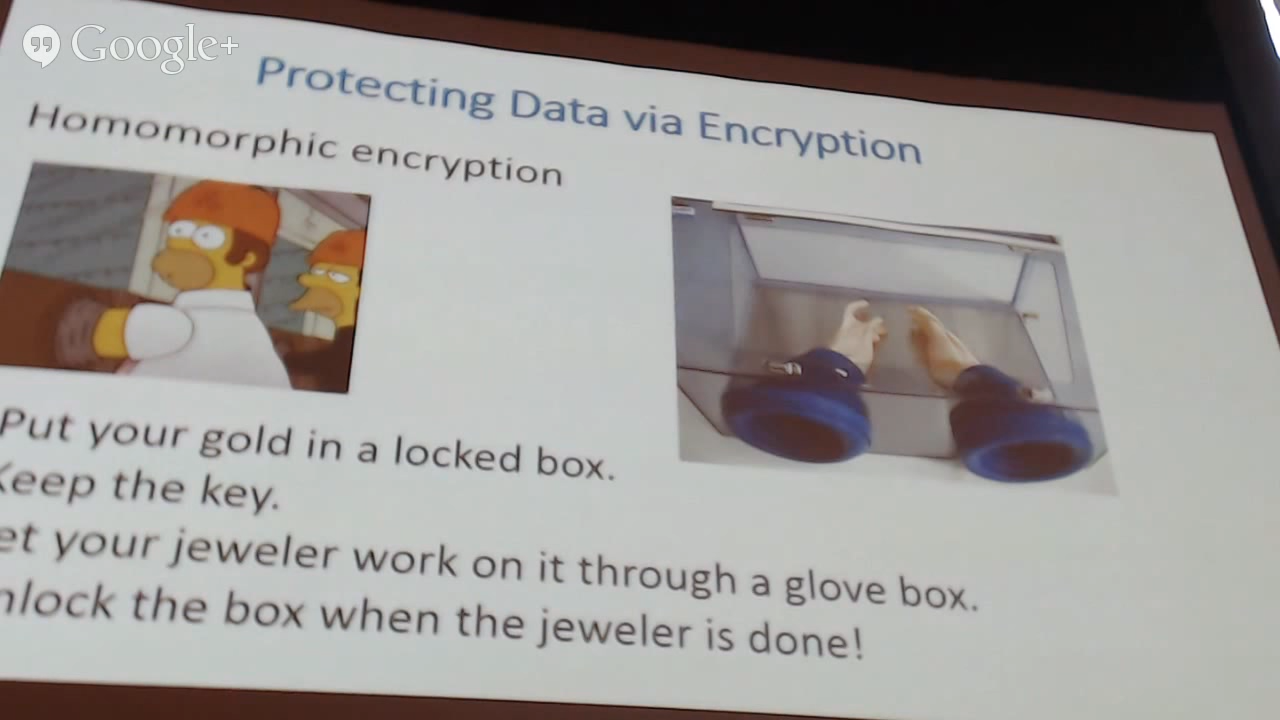 Google+
Protecting Data via Encryption
Homomorphic encryption
Put your gold in a locked box.
Keep the key.
et your jeweler work on it through a glove box.
nlock the box when the jeweler is done!